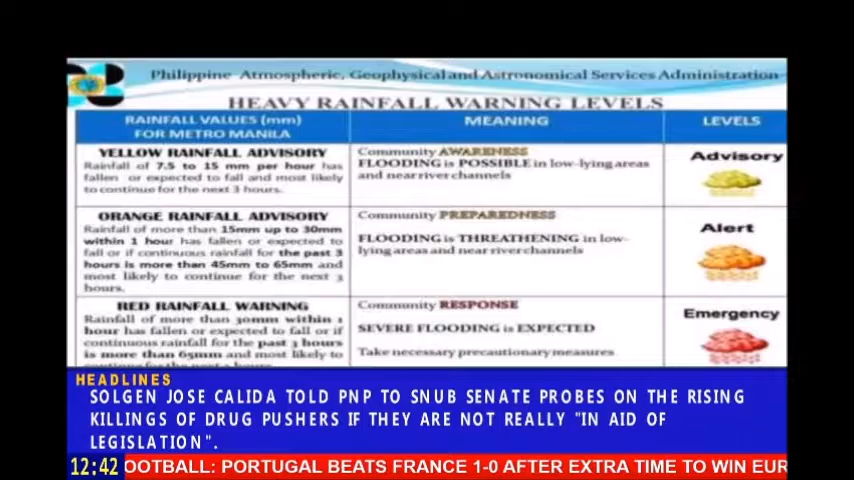 Philippine Atmospheric, Geophysical and Astronomical Services Administration
HEAVY RAINFALL WARNING LEVELS
RAINFALL VALUES (mm)
FOR METRO MANILA
MEANING
LEVELS
YELLOW RAINFALL ADVISORY
Rainfall of 7.5 to 15 mm per hour has
fallen or expected to fall and most likely
to continue for the next 3 hours.
Community AWARENESS
FLOODING is POSSIBLE in low-lying areas
and near river channels
Advisory
ORANGE RAINFALL ADVISORY
Rainfall of more than 15mm up to 30mm
within 1 hour has fallen or expected to
fall or if continuous rainfall for the past 3
hours is more than 45mm to 65mm and
most likely to continue for the next 3
hours.
Community PREPAREDNESS
FLOODING is THREATENING in low-
lying areas and near river channels
Alert
RED RAINFALL WARNING
Rainfall of more than 30mm within 1
hour has fallen or expected to fall or if
continuous rainfall for the past 3 hours
is more than 65mm and most likely to
Community RESPONSE
SEVERE FLOODING is EXPECTED
Take necessary precautionary measures
Emergency
HEADLINES
SOLGEN JOSE CALIDA TOLD PNP TO SNUB SENATE PROBES ON THE RISING
KILLINGS OF DRUG PUSHERS IF THEY ARE NOT REALLY "IN AID OF
LEGISLATION".
12:42
OOTBALL: PORTUGAL BEATS FRANCE 1-0 AFTER EXTRA TIME TO WIN EUR